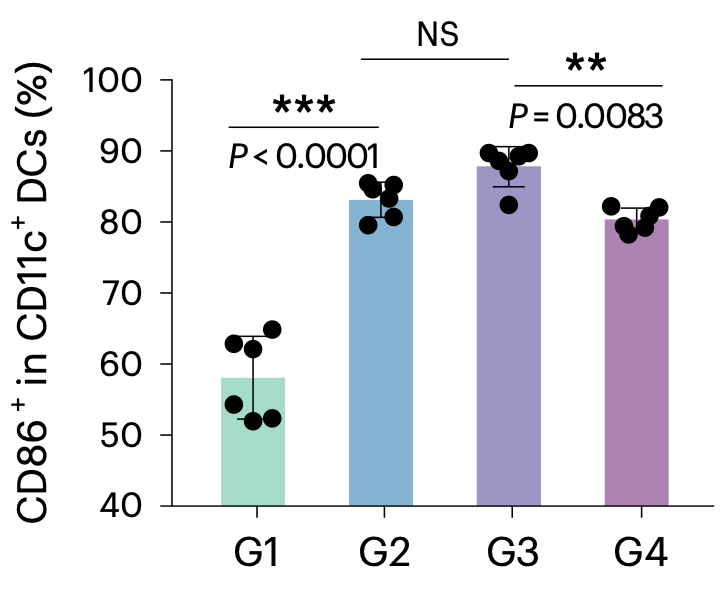 NS
**
P = 0.0083
***
P < 0.0001
CD86⁺ in CD11c⁺ DCs (%)
100
90
80
70
60
50
40
G1 G2 G3 G4